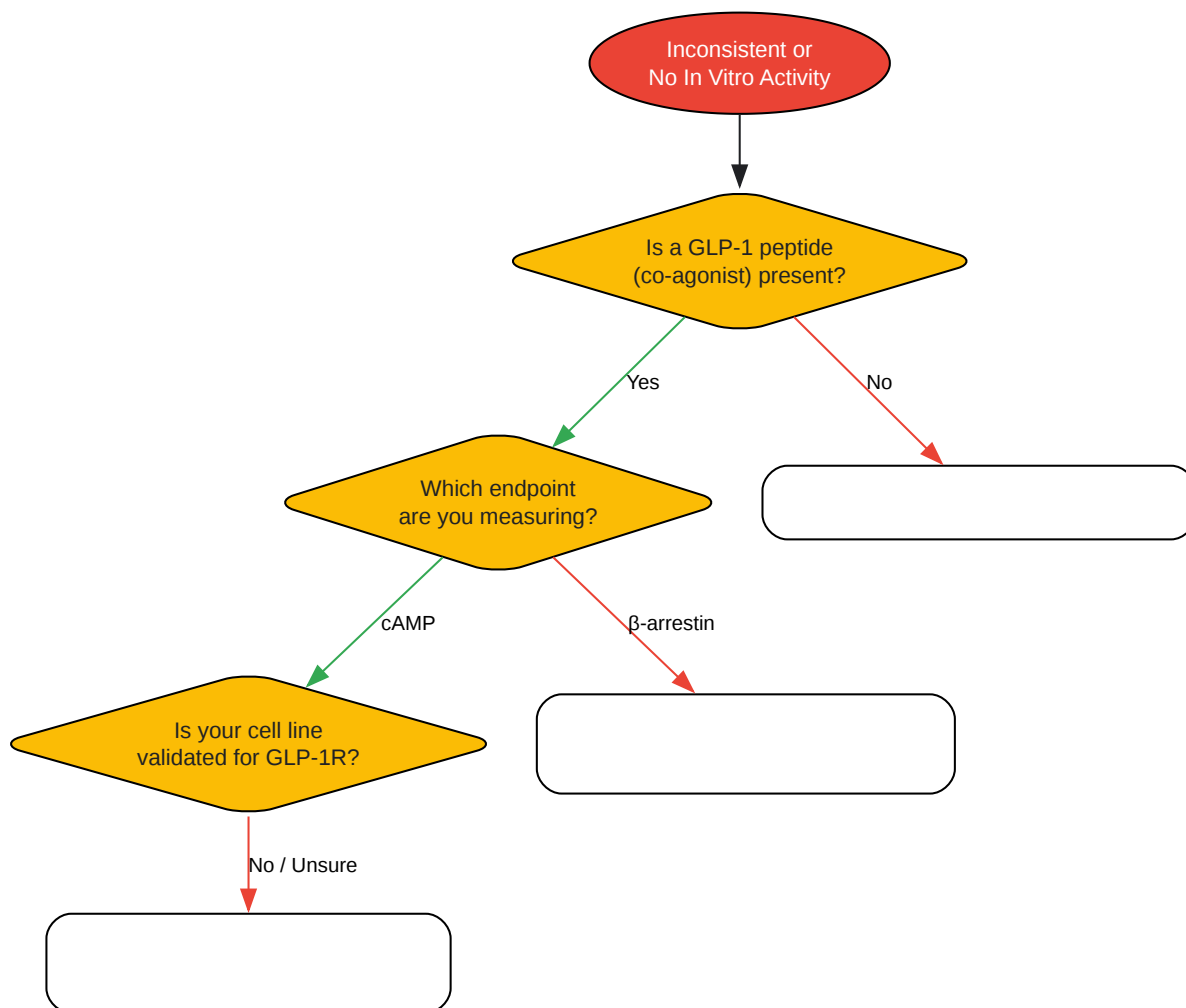 Inconsistent or
No In Vitro Activity
Is a GLP-1 peptide
(co-agonist) present?
Yes
No
Which endpoint
are you measuring?
cAMP
β-arrestin
Is your cell line
validated for GLP-1R?
No / Unsure